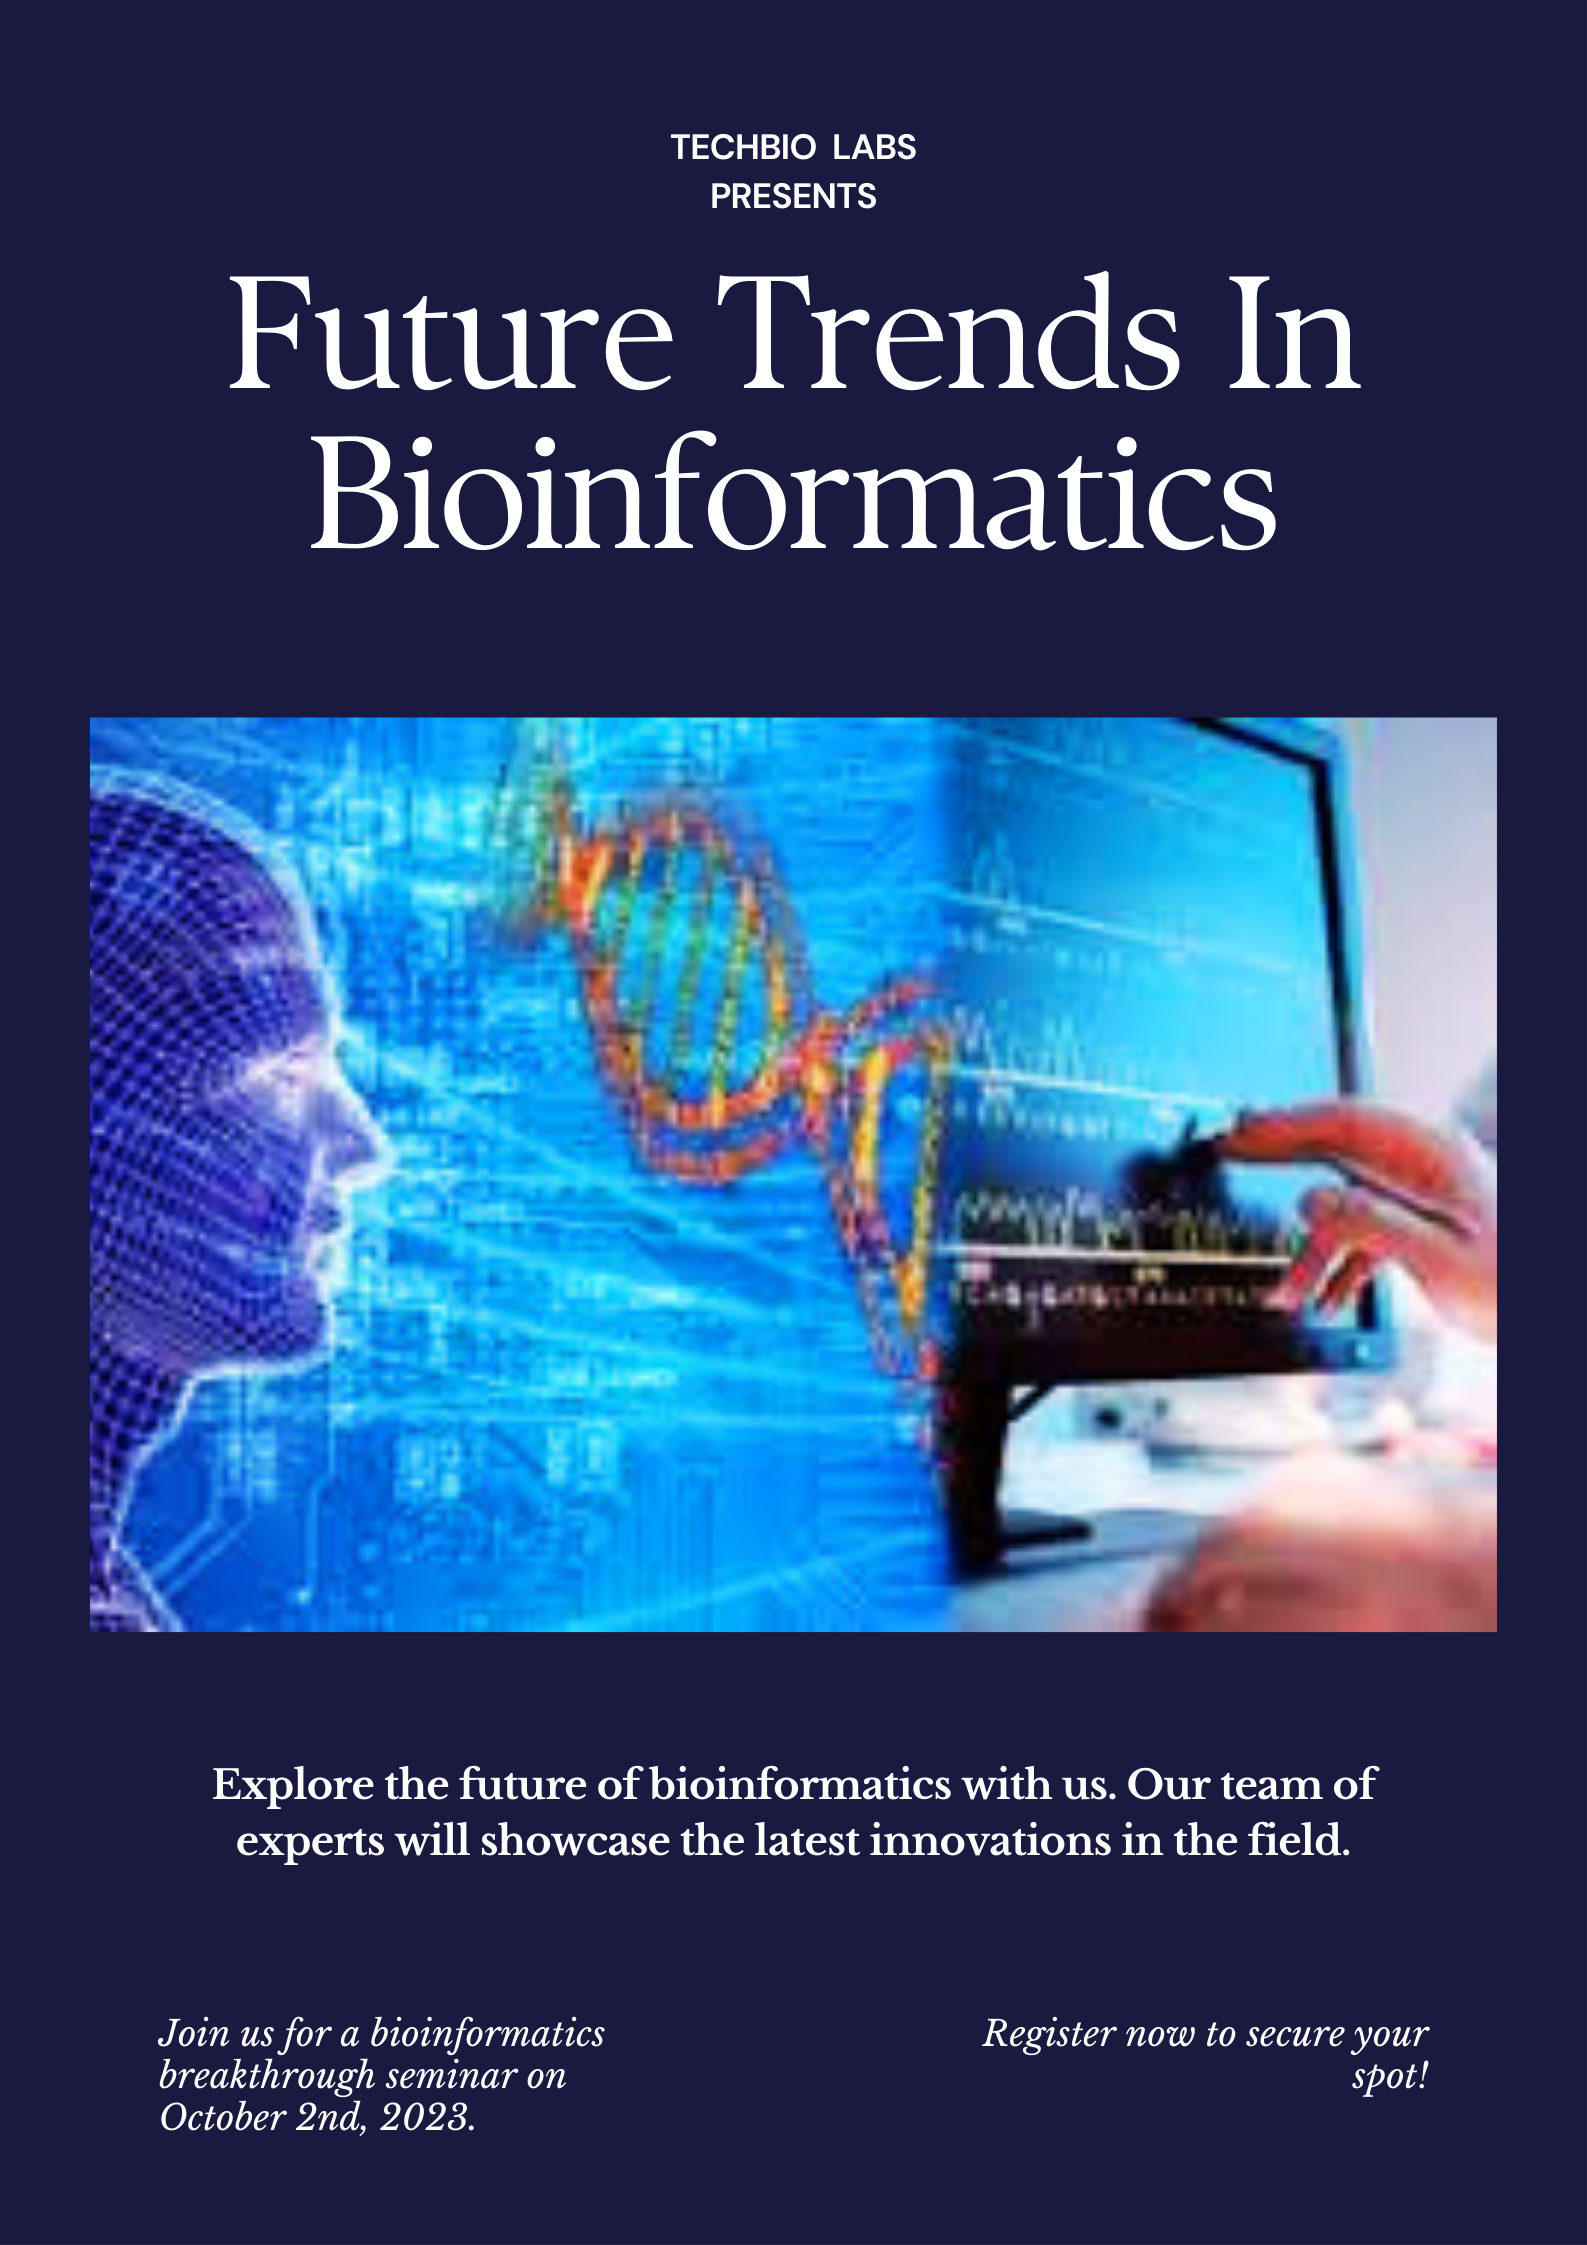 TECHBIO LABS
PRESENTS
Future Trends In
Bioinformatics
Explore the future of bioinformatics with us. Our team of
experts will showcase the latest innovations in the field.
Join us for a bioinformatics
breakthrough seminar on
October 2nd, 2023.
Register now to secure your
spot!